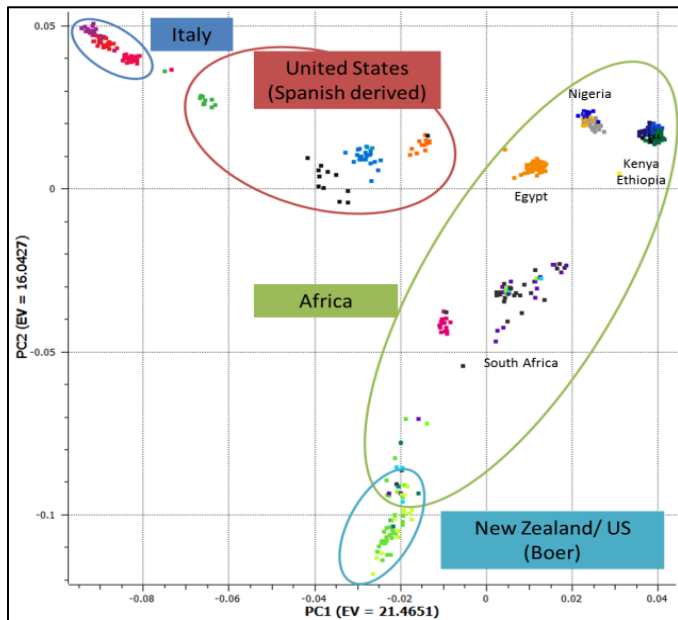 0.05
Italy
United States
(Spanish derived)
Nigeria
Kenya
Ethiopia
Egypt
0
Africa
South Africa
-0.05
-0.1
New Zealand/ US
(Boer)
PC2 (EV = 16.0427)
-0.08
-0.06
-0.04
-0.02
0
0.02
0.04
PC1 (EV = 21.4651)